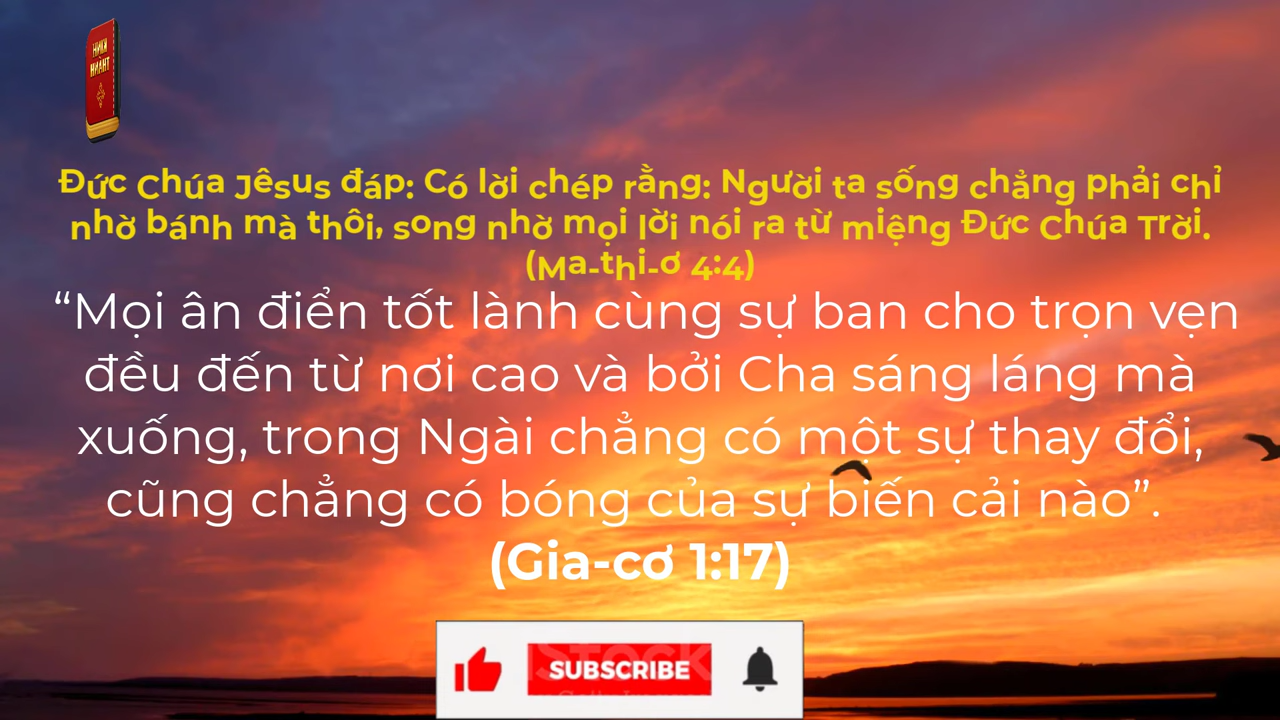 KINH
THÁNH
Đức Chúa Jêsus đáp: Có lời chép rằng: Người ta sống chẳng phải chỉ
nhờ bánh mà thôi, song nhờ mọi lời nói ra từ miệng Đức Chúa Trời.
(Ma-thi-ơ 4:4)
“Mọi ân điển tốt lành cùng sự ban cho trọn vẹn
đều đến từ nơi cao và bởi Cha sáng láng mà
xuống, trong Ngài chẳng có một sự thay đổi,
cũng chẳng có bóng của sự biến cải nào”.
(Gia-cơ 1:17)
iStock
SUBSCRIBE